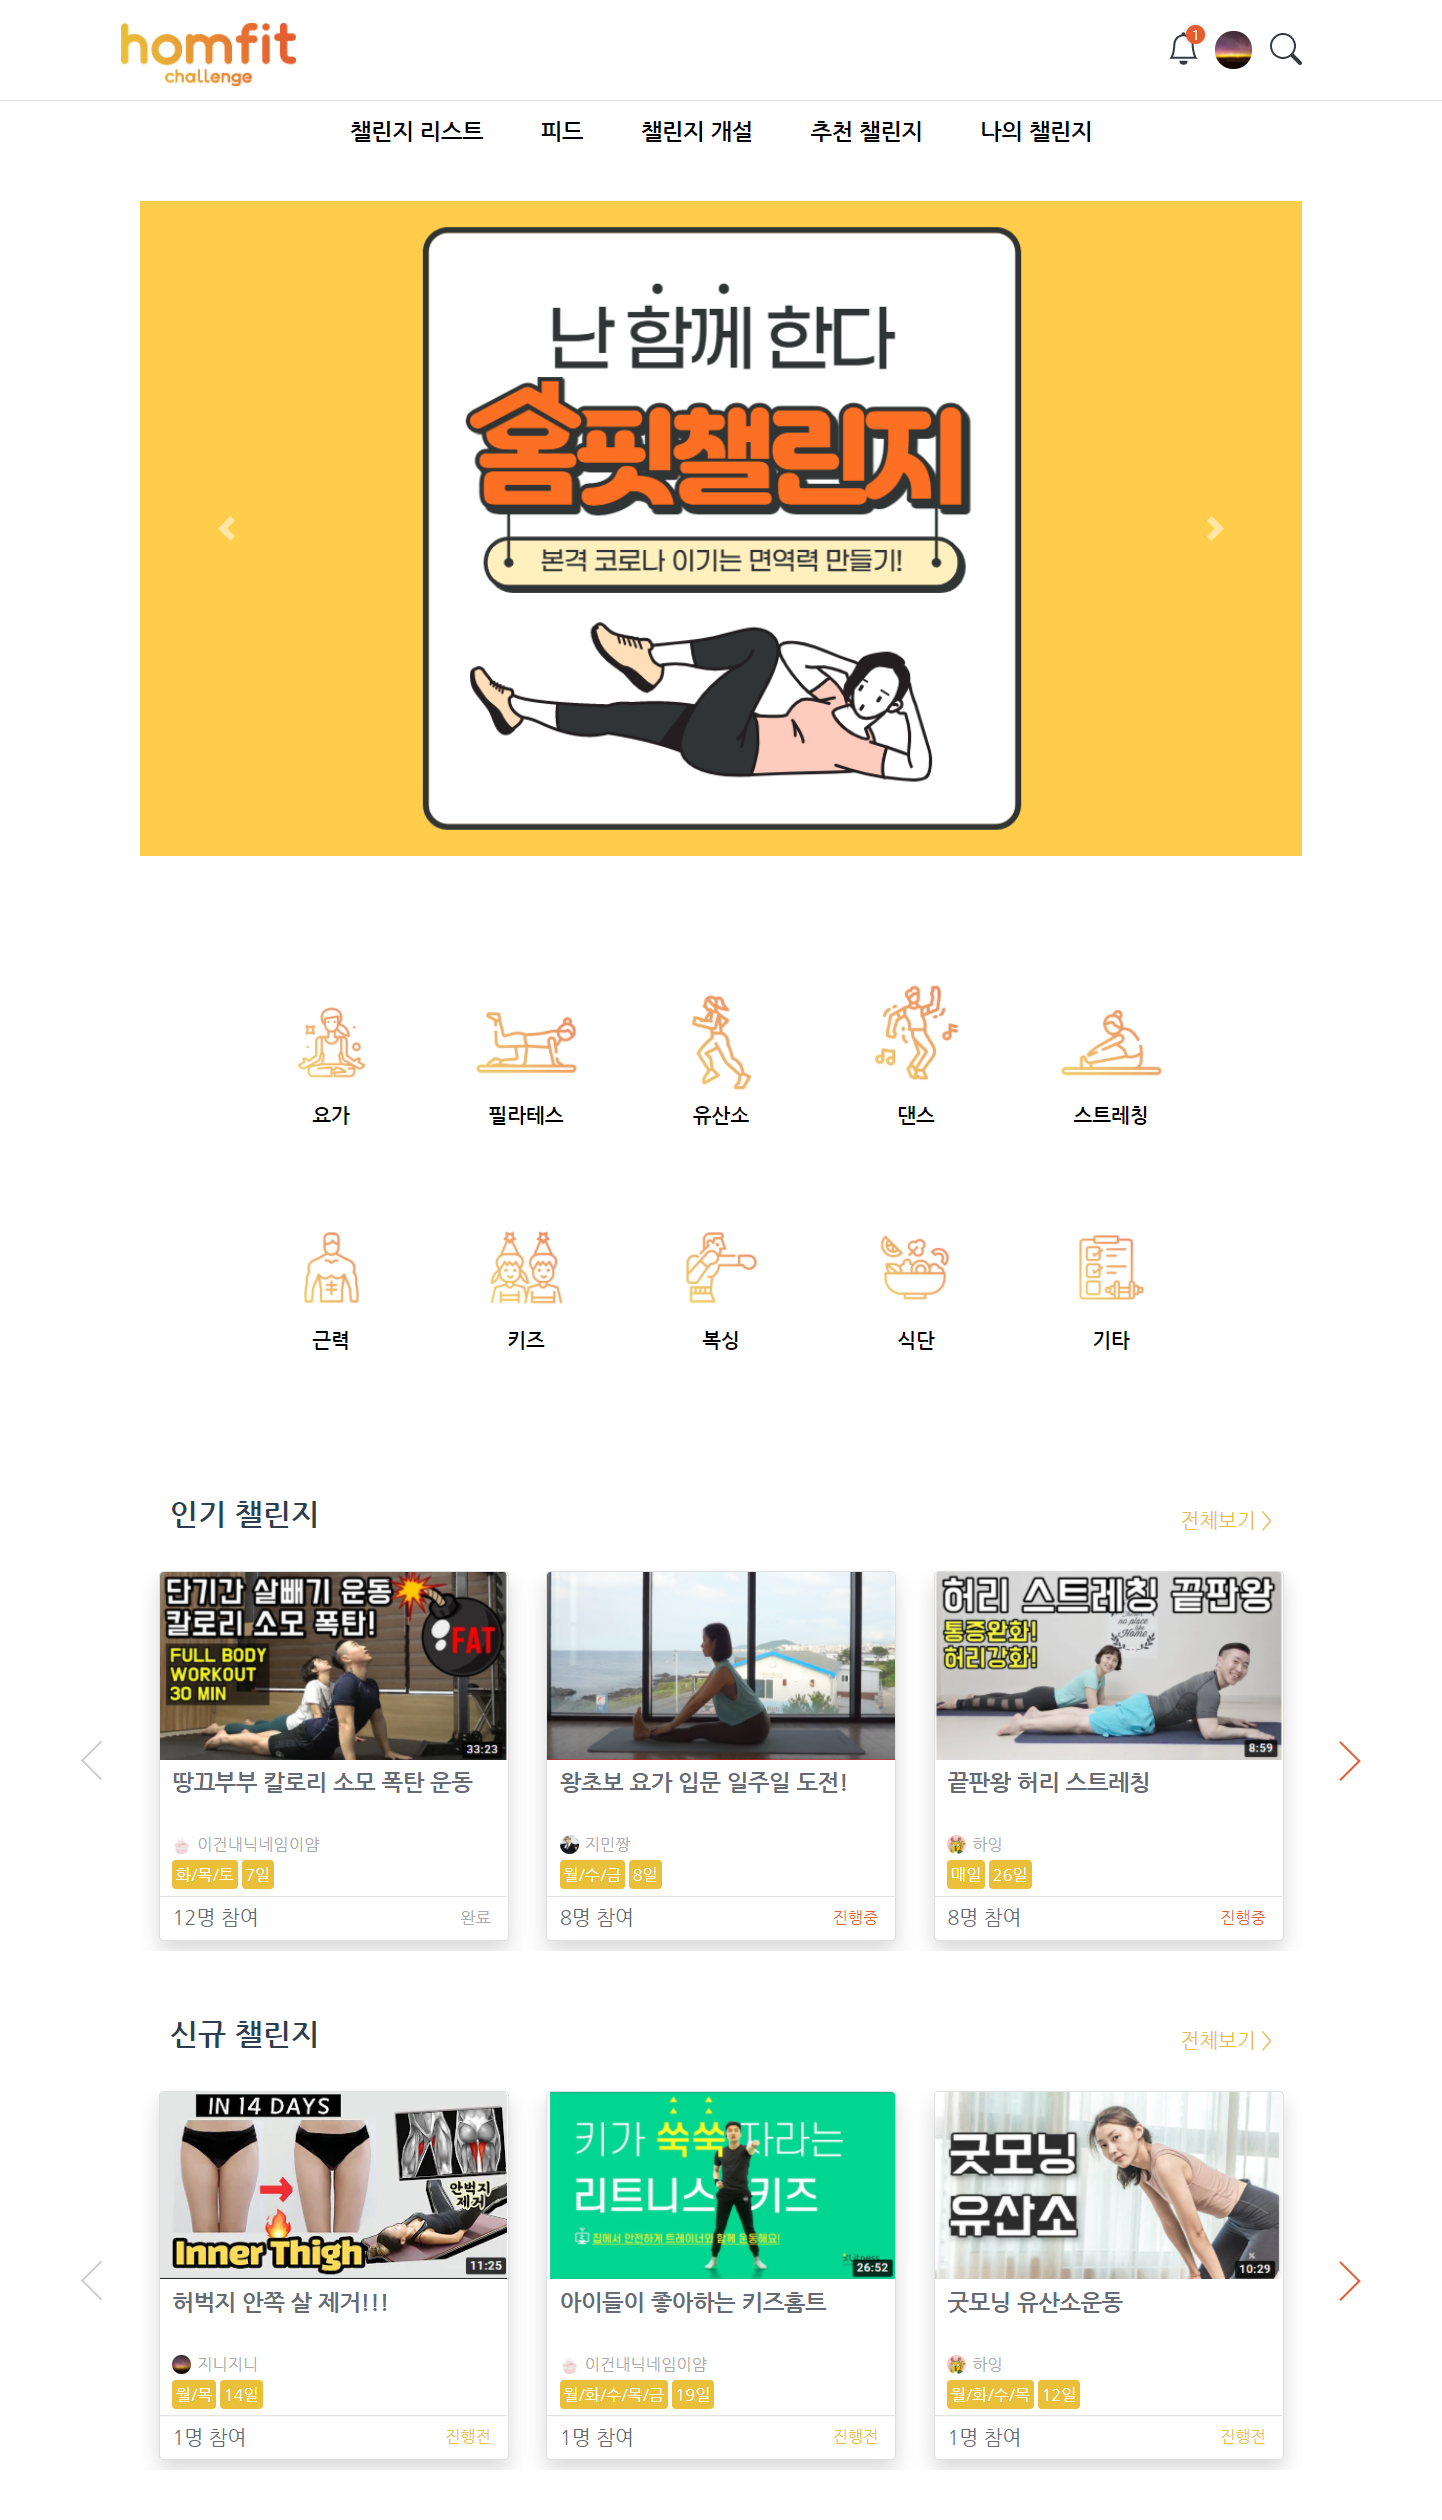 homfit
challenge
1
챌린지 리스트 피드 챌린지 개설 추천 챌린지 나의 챌린지
난 함께 한다
홈핏챌린지
본격 코로나 이기는 면역력 만들기!
요가 필라테스 유산소 댄스 스트레칭
근력 키즈 복싱 식단 기타
인기 챌린지 전체보기
단기간 살빼기 운동
칼로리 소모 폭탄!
FULL BODY
WORKOUT
30 MIN
FAT
33:23
땅끄부부 칼로리 소모 폭탄 운동
이건내닉네임이얌
화/목/토 7일
12명 참여 완료
왕초보 요가 입문 일주일 도전!
지민짱
월/수/금 8일
8명 참여 진행중
허리 스트레칭 끝판왕
통증완화!
허리강화!
no place
like
Home
8:59
끝판왕 허리 스트레칭
하잉
매일 26일
8명 참여 진행중
신규 챌린지 전체보기
IN 14 DAYS
안벅지
제거
Inner Thigh
11:25
허벅지 안쪽 살 제거!!!
지니지니
월/목 14일
1명 참여 진행전
키가 쑥쑥 자라는
리트니스 키즈
집에서 안전하게 트레이너와 함께 운동해요!
26:52
아이들이 좋아하는 키즈홈트
이건내닉네임이얌
월/화/수/목/금 19일
1명 참여 진행전
굿모닝
유산소
10:29
굿모닝 유산소운동
하잉
월/화/수/목 12일
1명 참여 진행전